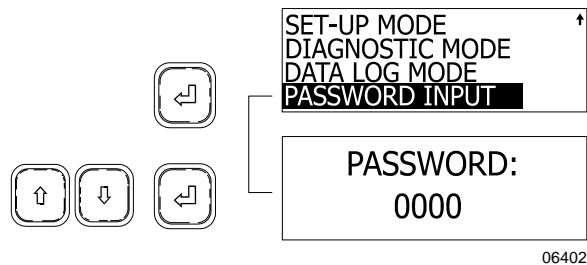 SET-UP MODE
DIAGNOSTIC MODE
DATA LOG MODE
PASSWORD INPUT
PASSWORD:
0000
06402